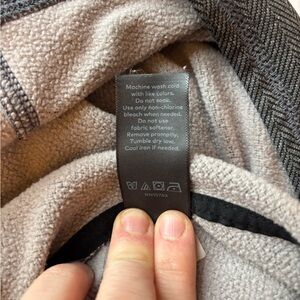 Machine wash cold
with like colors.
Do not soak.
Use only non-chlorine
bleach when needed.
Do not use
fabric softener.
Remove promptly.
Tumble dry low.
Cool iron if needed.